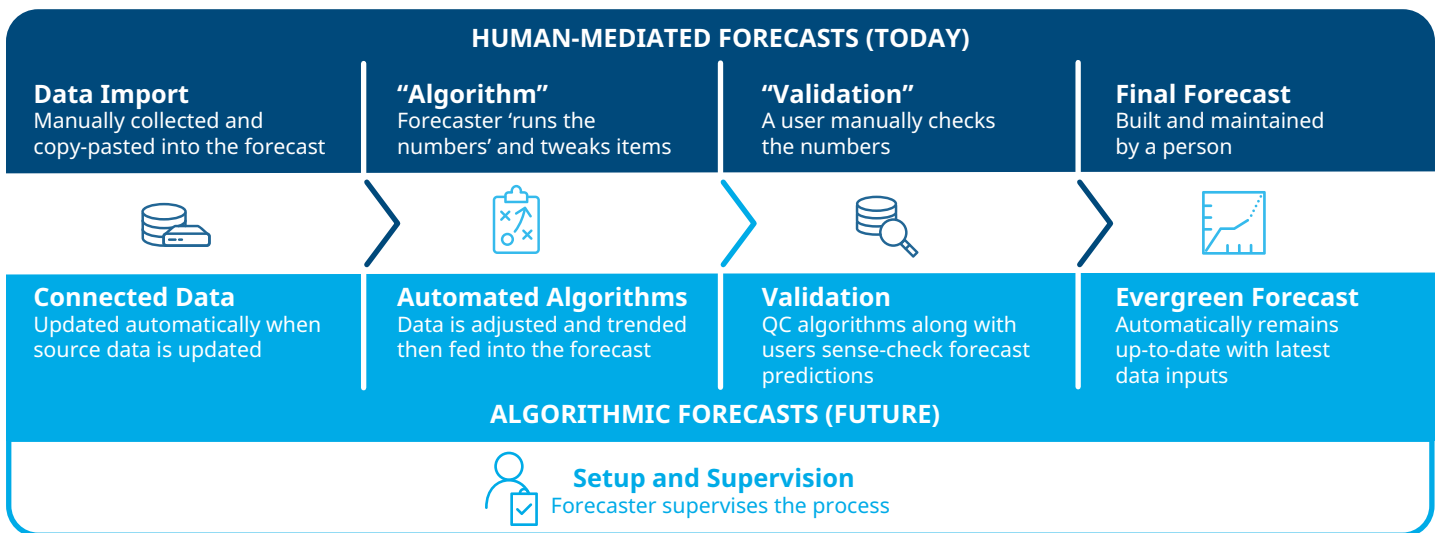 HUMAN-MEDIATED FORECASTS (TODAY)
Data Import
Manually collected and
copy-pasted into the forecast
“Algorithm”
Forecaster ‘runs the
numbers’ and tweaks items
“Validation”
A user manually checks
the numbers
Final Forecast
Built and maintained
by a person
Connected Data
Updated automatically when
source data is updated
Automated Algorithms
Data is adjusted and trended
then fed into the forecast
Validation
QC algorithms along with
users sense-check forecast
predictions
Evergreen Forecast
Automatically remains
up-to-date with latest
data inputs
ALGORITHMIC FORECASTS (FUTURE)
Setup and Supervision
Forecaster supervises the process